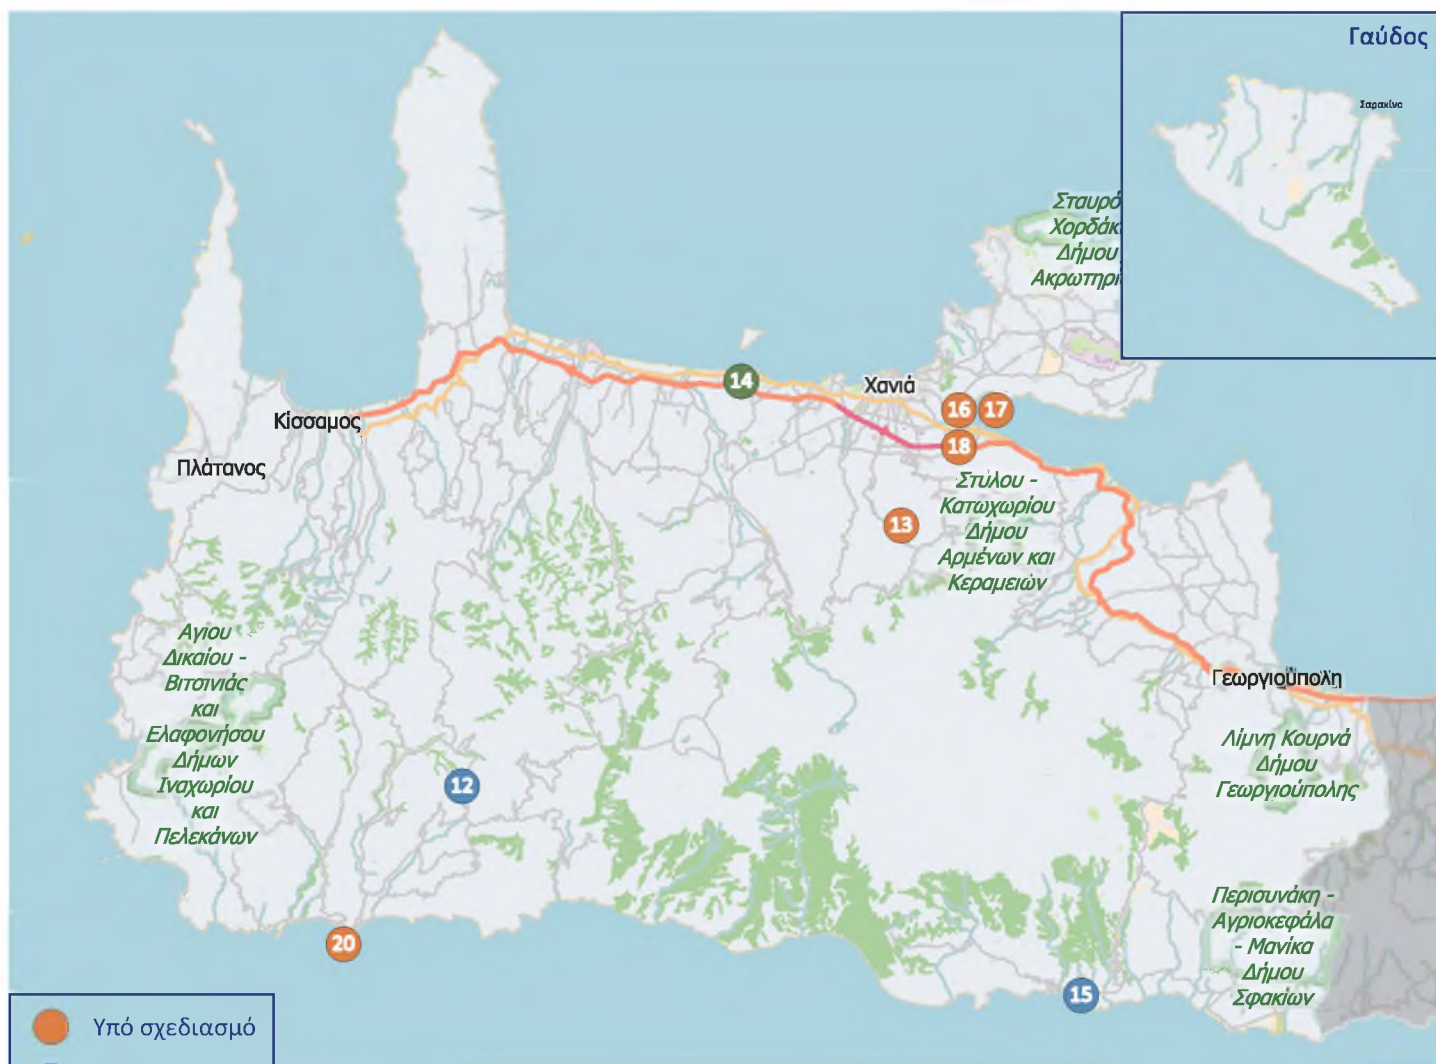 Γαύδος
Σαρακίνα
Σταυρό
Χορδάκ
Δήμου
Ακρωτηρι
14
Χανιά
16
17
18
Κίσσαμος
Πλάτανος
13
Στύλου -
Κατωχωρίου
Δήμου
Αρμένων και
Κεραμειών
Αγιου
Δικαίου -
Βιτσινιάς
και
Ελαφονήσου
Δήμων
Ιναχωρίου
και
Πελεκάνων
12
Γεωργιούπολη
Λίμνη Κουρνά
Δήμου
Γεωργιούπολης
Περισυνάκη -
Αγριοκεφάλα
- Μανίκα
Δήμου
Σφακίων
20
15
Υπό σχεδιασμό